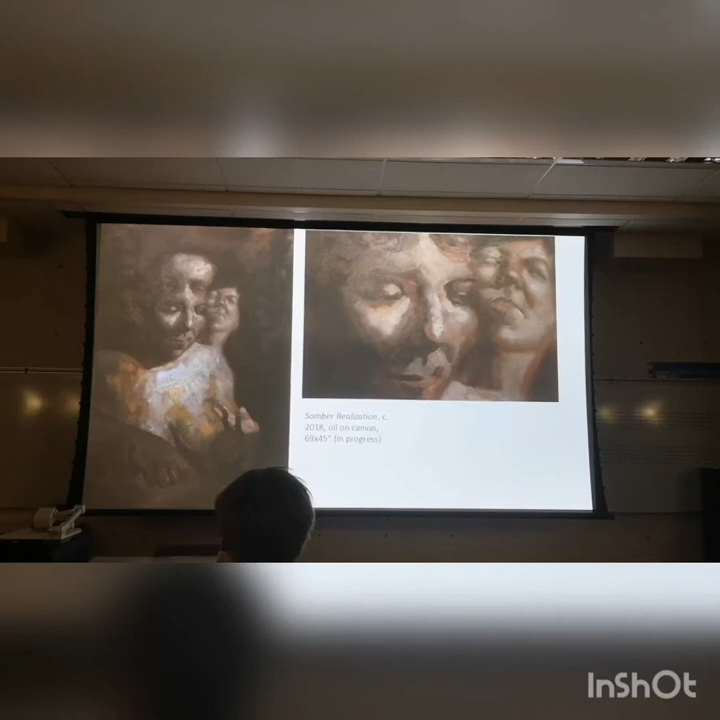 Somber Realization, c.
2018, oil on canvas,
69x45" (in progress)
InShOt